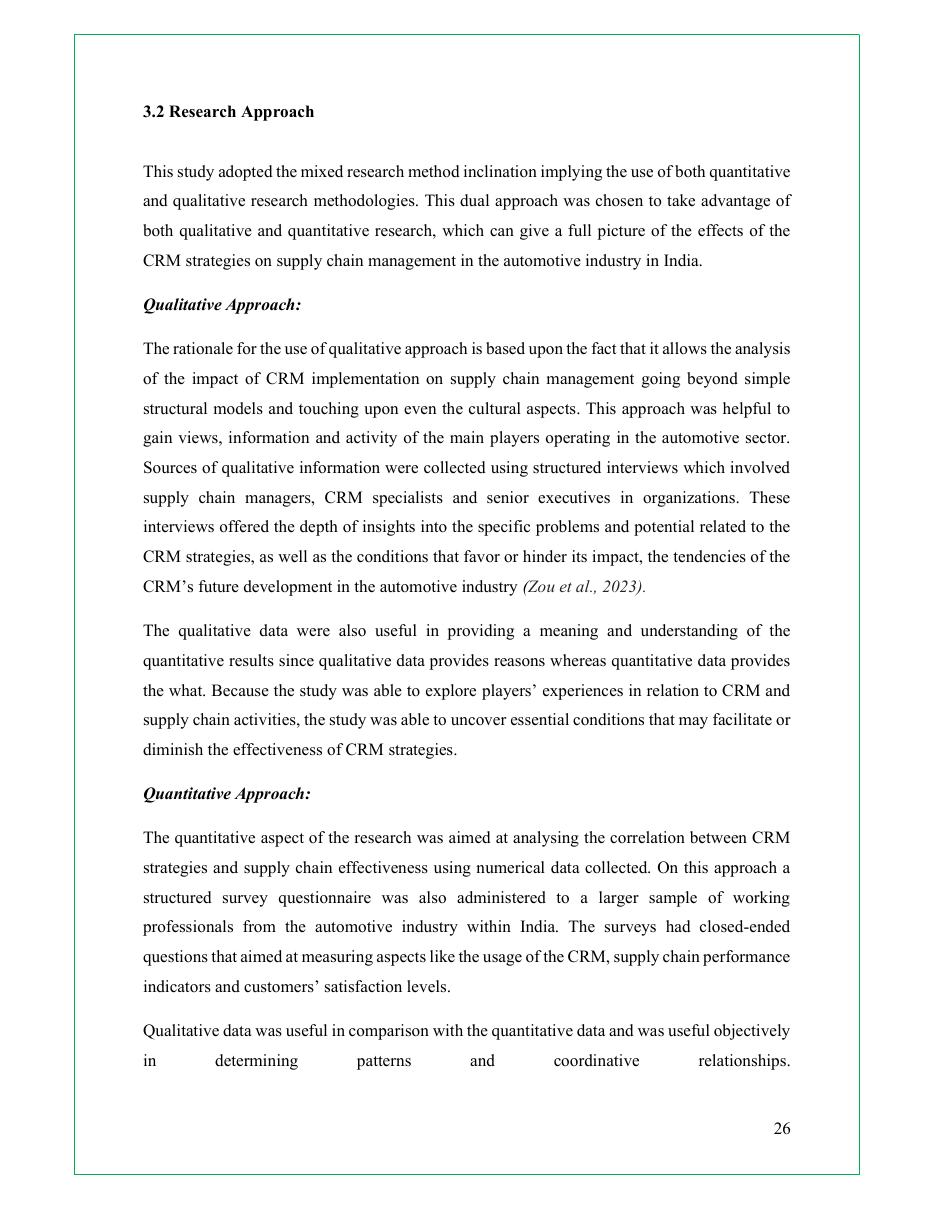 3.2 Research Approach
This study adopted the mixed research method inclination implying the use of both quantitative
and qualitative research methodologies. This dual approach was chosen to take advantage of
both qualitative and quantitative research, which can give a full picture of the effects of the
CRM strategies on supply chain management in the automotive industry in India.
Qualitative Approach:
The rationale for the use of qualitative approach is based upon the fact that it allows the analysis
of the impact of CRM implementation on supply chain management going beyond simple
structural models and touching upon even the cultural aspects. This approach was helpful to
gain views, information and activity of the main players operating in the automotive sector.
Sources of qualitative information were collected using structured interviews which involved
supply chain managers, CRM specialists and senior executives in organizations. These
interviews offered the depth of insights into the specific problems and potential related to the
CRM strategies, as well as the conditions that favor or hinder its impact, the tendencies of the
CRM’s future development in the automotive industry (Zou et al., 2023).
The qualitative data were also useful in providing a meaning and understanding of the
quantitative results since qualitative data provides reasons whereas quantitative data provides
the what. Because the study was able to explore players’ experiences in relation to CRM and
supply chain activities, the study was able to uncover essential conditions that may facilitate or
diminish the effectiveness of CRM strategies.
Quantitative Approach:
The quantitative aspect of the research was aimed at analysing the correlation between CRM
strategies and supply chain effectiveness using numerical data collected. On this approach a
structured survey questionnaire was also administered to a larger sample of working
professionals from the automotive industry within India. The surveys had closed-ended
questions that aimed at measuring aspects like the usage of the CRM, supply chain performance
indicators and customers’ satisfaction levels.
Qualitative data was useful in comparison with the quantitative data and was useful objectively
in determining patterns and coordinative relationships.
26